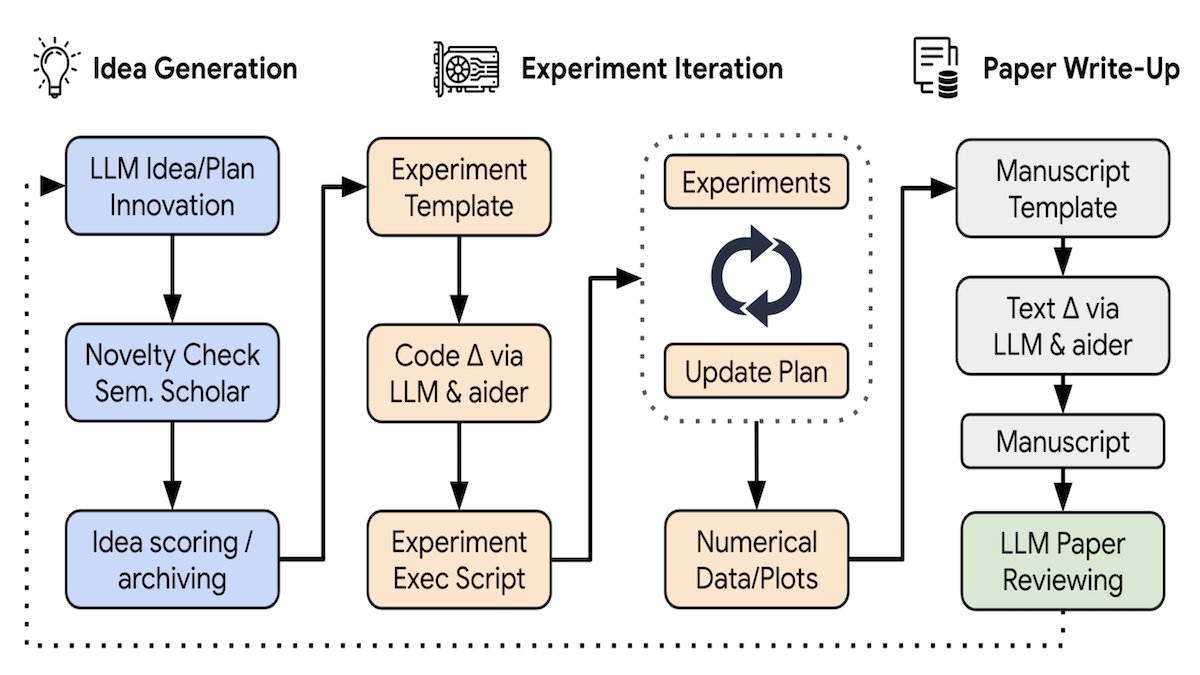 Idea Generation
Experiment Iteration
Paper Write-Up
LLM Idea/Plan
Innovation
Novelty Check
Sem. Scholar
Idea scoring /
archiving
Experiment
Template
Code Δ via
LLM & aider
Experiment
Exec Script
Experiments
Update Plan
Numerical
Data/Plots
Manuscript
Template
Text Δ via
LLM & aider
Manuscript
LLM Paper
Reviewing